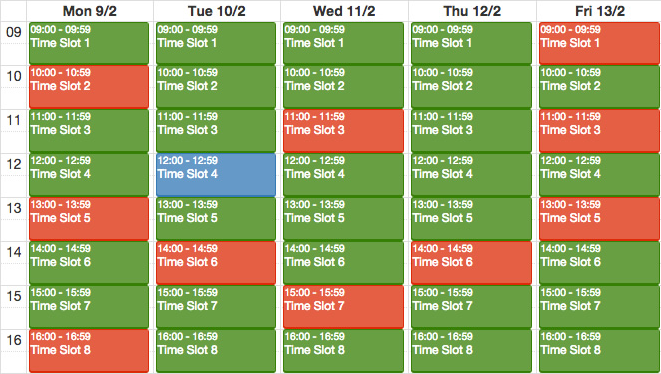 Mon 9/2 Tue 10/2 Wed 11/2 Thu 12/2 Fri 13/2
09 09:00 - 09:59 09:00 - 09:59 09:00 - 09:59 09:00 - 09:59 09:00 - 09:59
Time Slot 1 Time Slot 1 Time Slot 1 Time Slot 1 Time Slot 1
10 10:00 - 10:59 10:00 - 10:59 10:00 - 10:59 10:00 - 10:59 10:00 - 10:59
Time Slot 2 Time Slot 2 Time Slot 2 Time Slot 2 Time Slot 2
11 11:00 - 11:59 11:00 - 11:59 11:00 - 11:59 11:00 - 11:59 11:00 - 11:59
Time Slot 3 Time Slot 3 Time Slot 3 Time Slot 3 Time Slot 3
12 12:00 - 12:59 12:00 - 12:59 12:00 - 12:59 12:00 - 12:59 12:00 - 12:59
Time Slot 4 Time Slot 4 Time Slot 4 Time Slot 4 Time Slot 4
13 13:00 - 13:59 13:00 - 13:59 13:00 - 13:59 13:00 - 13:59 13:00 - 13:59
Time Slot 5 Time Slot 5 Time Slot 5 Time Slot 5 Time Slot 5
14 14:00 - 14:59 14:00 - 14:59 14:00 - 14:59 14:00 - 14:59 14:00 - 14:59
Time Slot 6 Time Slot 6 Time Slot 6 Time Slot 6 Time Slot 6
15 15:00 - 15:59 15:00 - 15:59 15:00 - 15:59 15:00 - 15:59 15:00 - 15:59
Time Slot 7 Time Slot 7 Time Slot 7 Time Slot 7 Time Slot 7
16 16:00 - 16:59 16:00 - 16:59 16:00 - 16:59 16:00 - 16:59 16:00 - 16:59
Time Slot 8 Time Slot 8 Time Slot 8 Time Slot 8 Time Slot 8